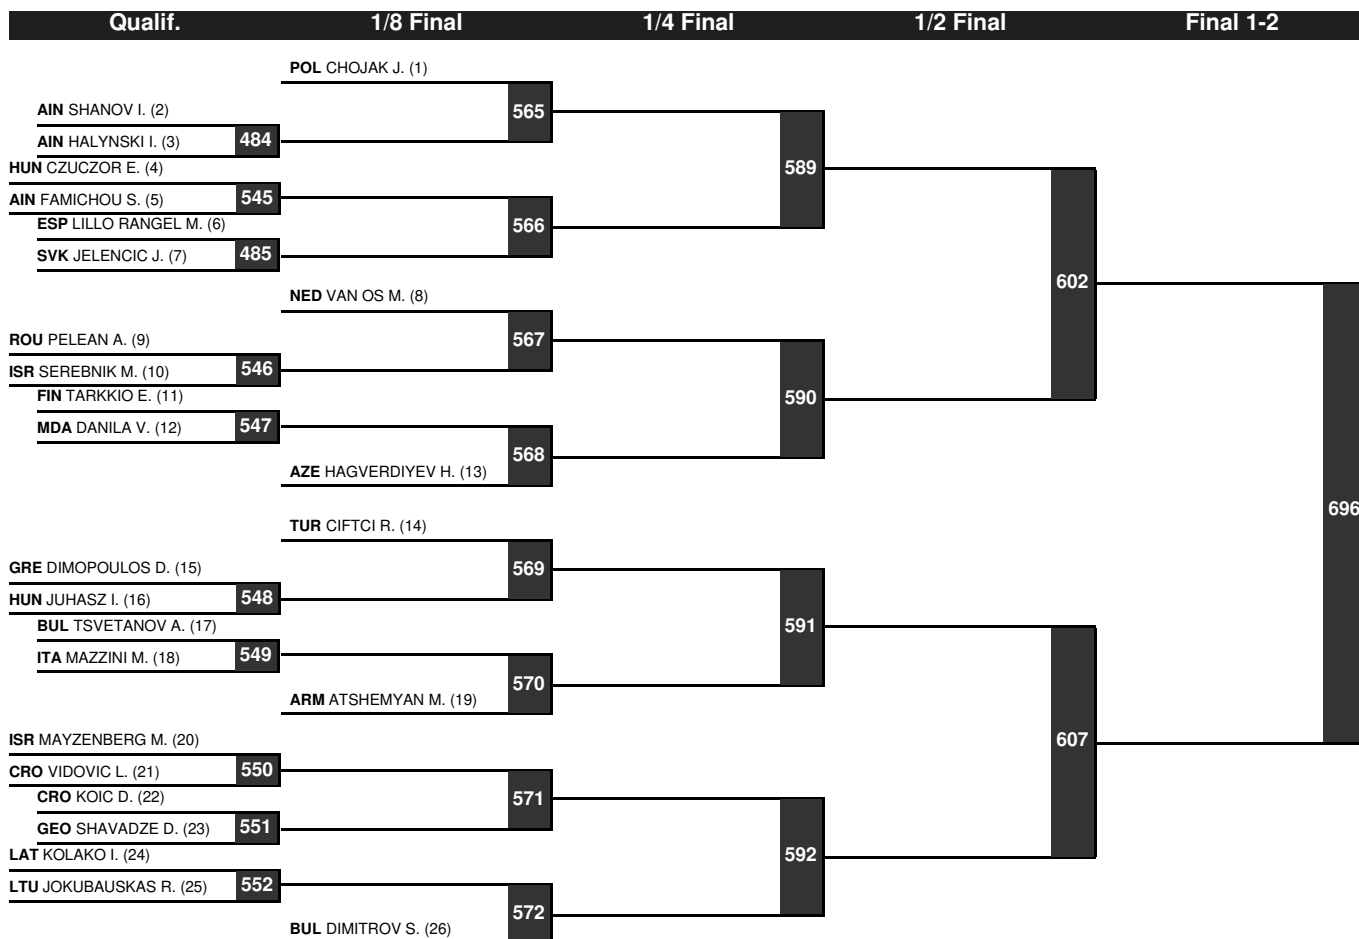 Qualif. 1/8 Final 1/4 Final 1/2 Final Final 1-2
POL CHOJAK J. (1)
565
AIN SHANOV I. (2)
AIN HALYNSKI I. (3)
484
589
HUN CZUCZOR E. (4)
AIN FAMICHOU S. (5)
545
566
ESP LILLO RANGEL M. (6)
SVK JELENCIC J. (7)
485
602
NED VAN OS M. (8)
567
ROU PELEAN A. (9)
ISR SEREBNIK M. (10)
546
590
FIN TARKKIO E. (11)
MDA DANILA V. (12)
547
568
AZE HAGVERDIYEV H. (13)
696
TUR CIFTCI R. (14)
569
GRE DIMOPOULOS D. (15)
HUN JUHASZ I. (16)
548
591
BUL TSVETANOV A. (17)
ITA MAZZINI M. (18)
549
570
ARM ATSHEMYAN M. (19)
607
ISR MAYZENBERG M. (20)
CRO VIDOVIC L. (21)
550
571
CRO KOIC D. (22)
GEO SHAVADZE D. (23)
551
592
LAT KOLAKO I. (24)
LTU JOKUBAUSKAS R. (25)
552
572
BUL DIMITROV S. (26)